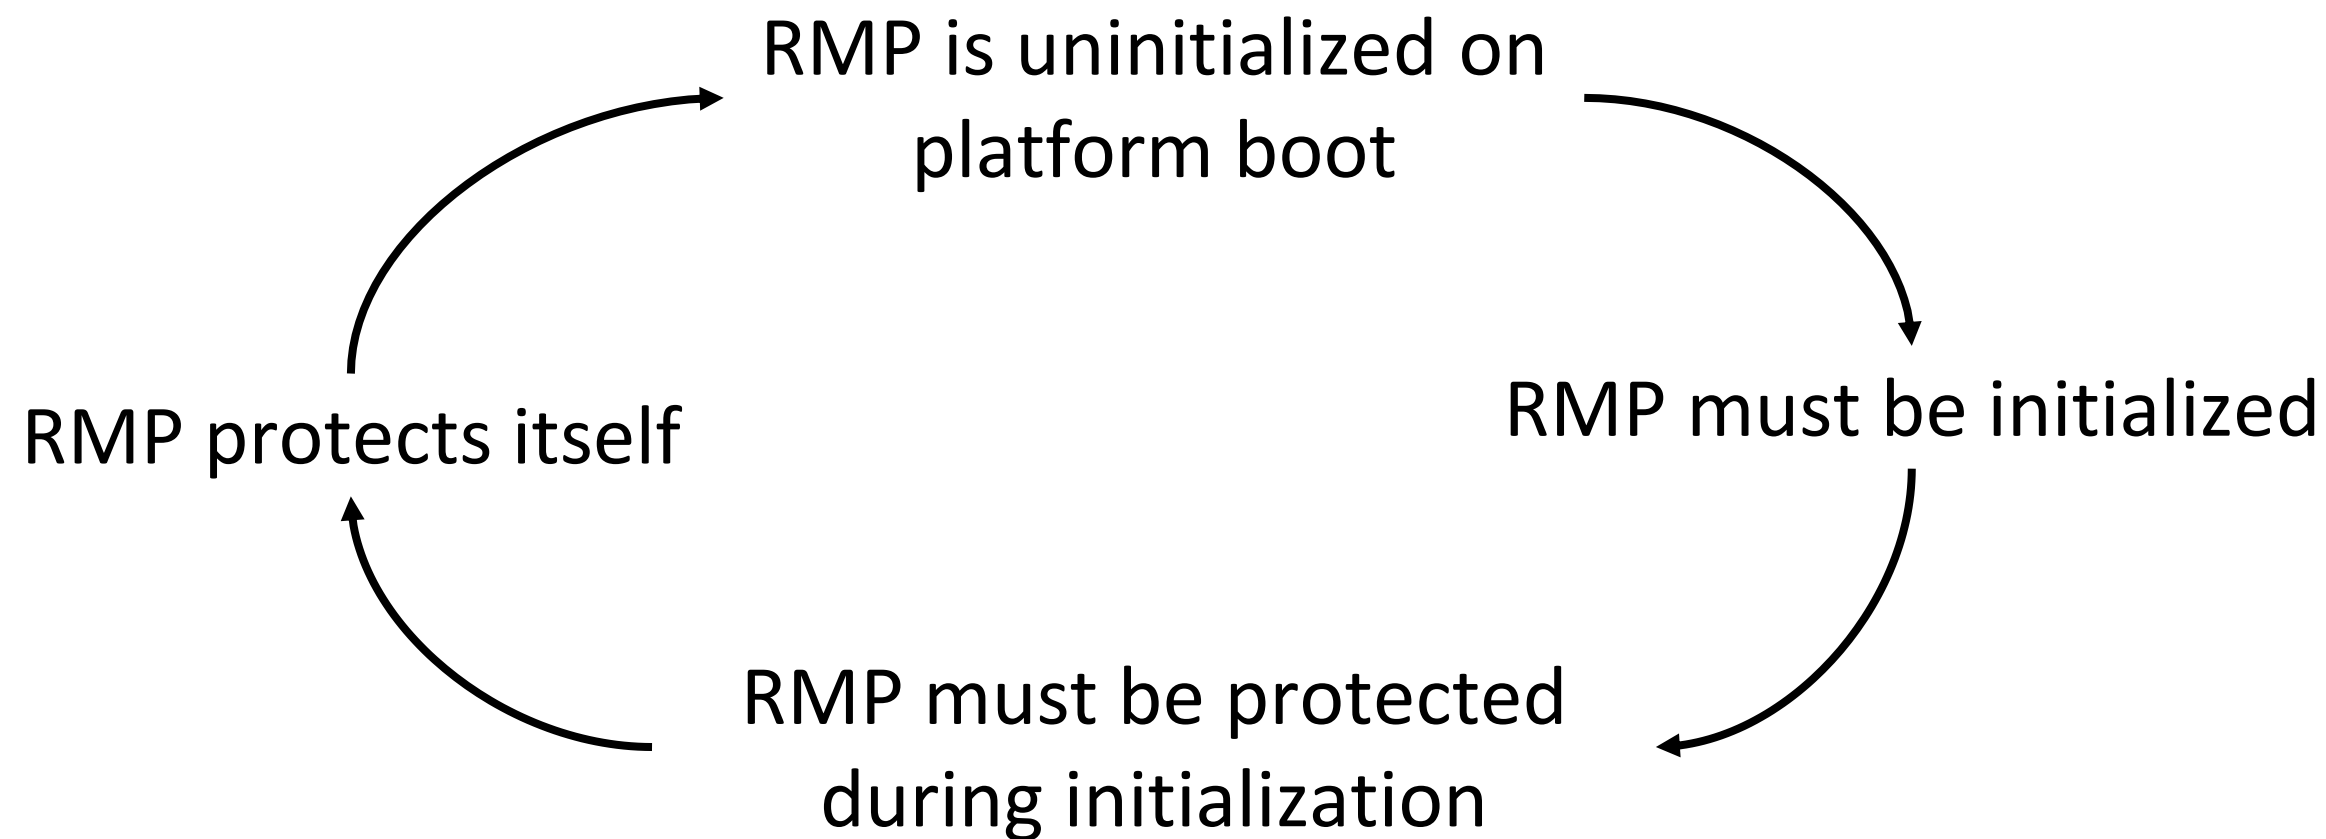 RMP is uninitialized on
platform boot
RMP must be initialized
RMP protects itself
RMP must be protected
during initialization